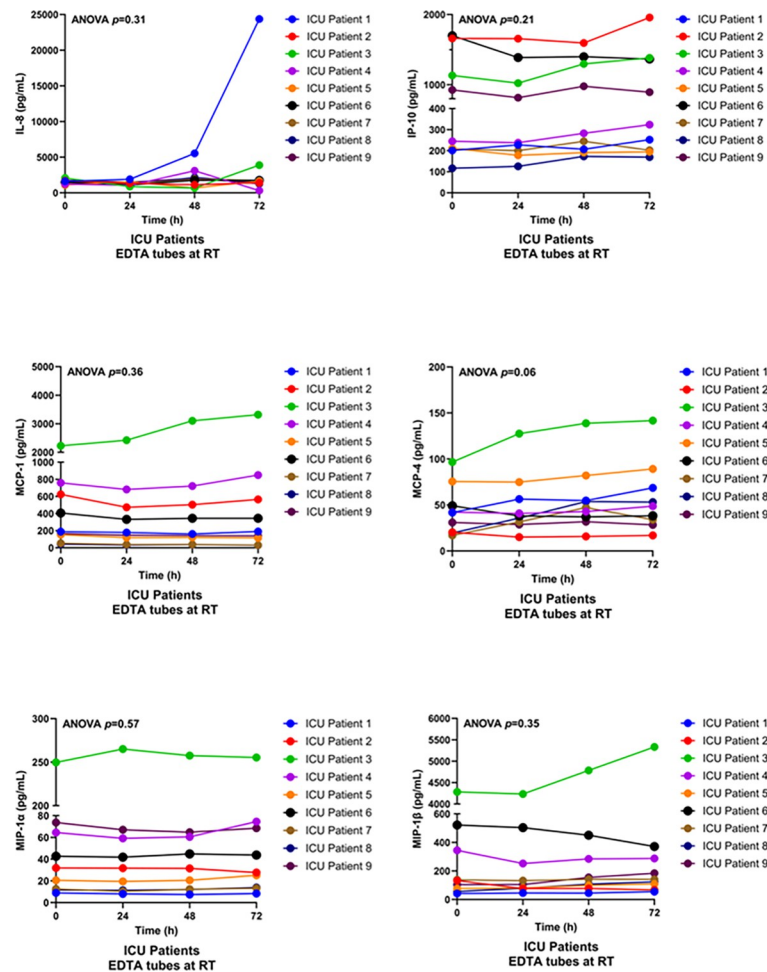 ANOVA p=0.31
25000
20000
15000
10000
5000
0
IL-8 (pg/mL)
0 24 48 72
Time (h)
ICU Patients
EDTA tubes at RT
ICU Patient 1
ICU Patient 2
ICU Patient 3
ICU Patient 4
ICU Patient 5
ICU Patient 6
ICU Patient 7
ICU Patient 8
ICU Patient 9
ANOVA p=0.21
2000
1000
400
300
200
100
0
IP-10 (pg/mL)
0 24 48 72
Time (h)
ICU Patients
EDTA tubes at RT
ICU Patient 1
ICU Patient 2
ICU Patient 3
ICU Patient 4
ICU Patient 5
ICU Patient 6
ICU Patient 7
ICU Patient 8
ICU Patient 9
ANOVA p=0.36
5000
4000
3000
2000
1000
800
600
400
200
0
MCP-1 (pg/mL)
0 24 48 72
Time (h)
ICU Patients
EDTA tubes at RT
ICU Patient 1
ICU Patient 2
ICU Patient 3
ICU Patient 4
ICU Patient 5
ICU Patient 6
ICU Patient 7
ICU Patient 8
ICU Patient 9
ANOVA p=0.06
200
150
100
50
0
MCP-4 (pg/mL)
0 24 48 72
Time (h)
ICU Patients
EDTA tubes at RT
ICU Patient 1
ICU Patient 2
ICU Patient 3
ICU Patient 4
ICU Patient 5
ICU Patient 6
ICU Patient 7
ICU Patient 8
ICU Patient 9
ANOVA p=0.57
300
250
200
80
60
40
20
0
MIP-1α (pg/mL)
0 24 48 72
Time (h)
ICU Patients
EDTA tubes at RT
ICU Patient 1
ICU Patient 2
ICU Patient 3
ICU Patient 4
ICU Patient 5
ICU Patient 6
ICU Patient 7
ICU Patient 8
ICU Patient 9
ANOVA p=0.35
6000
5500
5000
4500
4000
600
400
200
0
MIP-1β (pg/mL)
0 24 48 72
Time (h)
ICU Patients
EDTA tubes at RT
ICU Patient 1
ICU Patient 2
ICU Patient 3
ICU Patient 4
ICU Patient 5
ICU Patient 6
ICU Patient 7
ICU Patient 8
ICU Patient 9